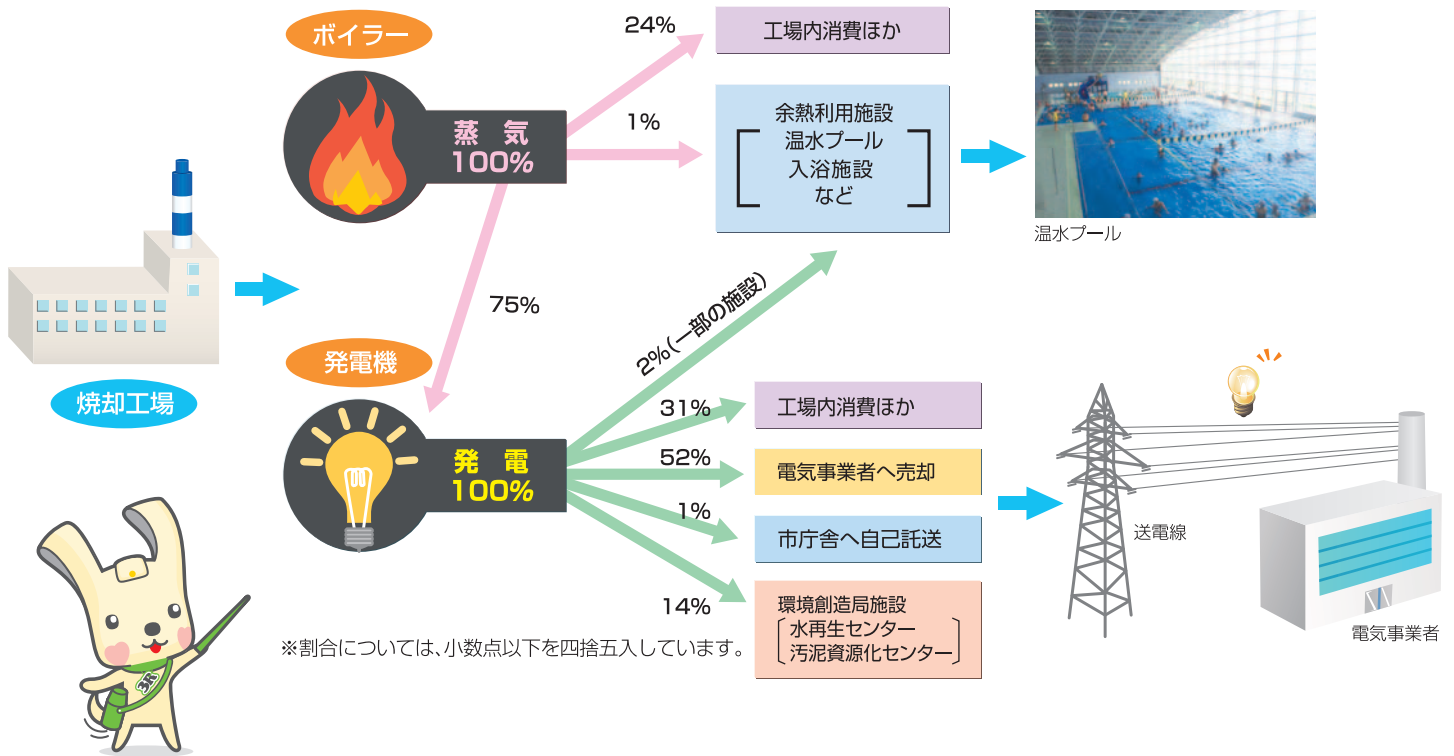 ボイラー
蒸気
100%
24%
工場内消費ほか
1%
余熱利用施設
温水プール
入浴施設
など
温水プール
75%
焼却工場
発電機
発電
100%
2%(一部の施設)
31%
工場内消費ほか
52%
電気事業者へ売却
1%
市庁舎へ自己託送
14%
環境創造局施設
水再生センター
汚泥資源化センター
送電線
電気事業者
※割合については、小数点以下を四捨五入しています。
3R